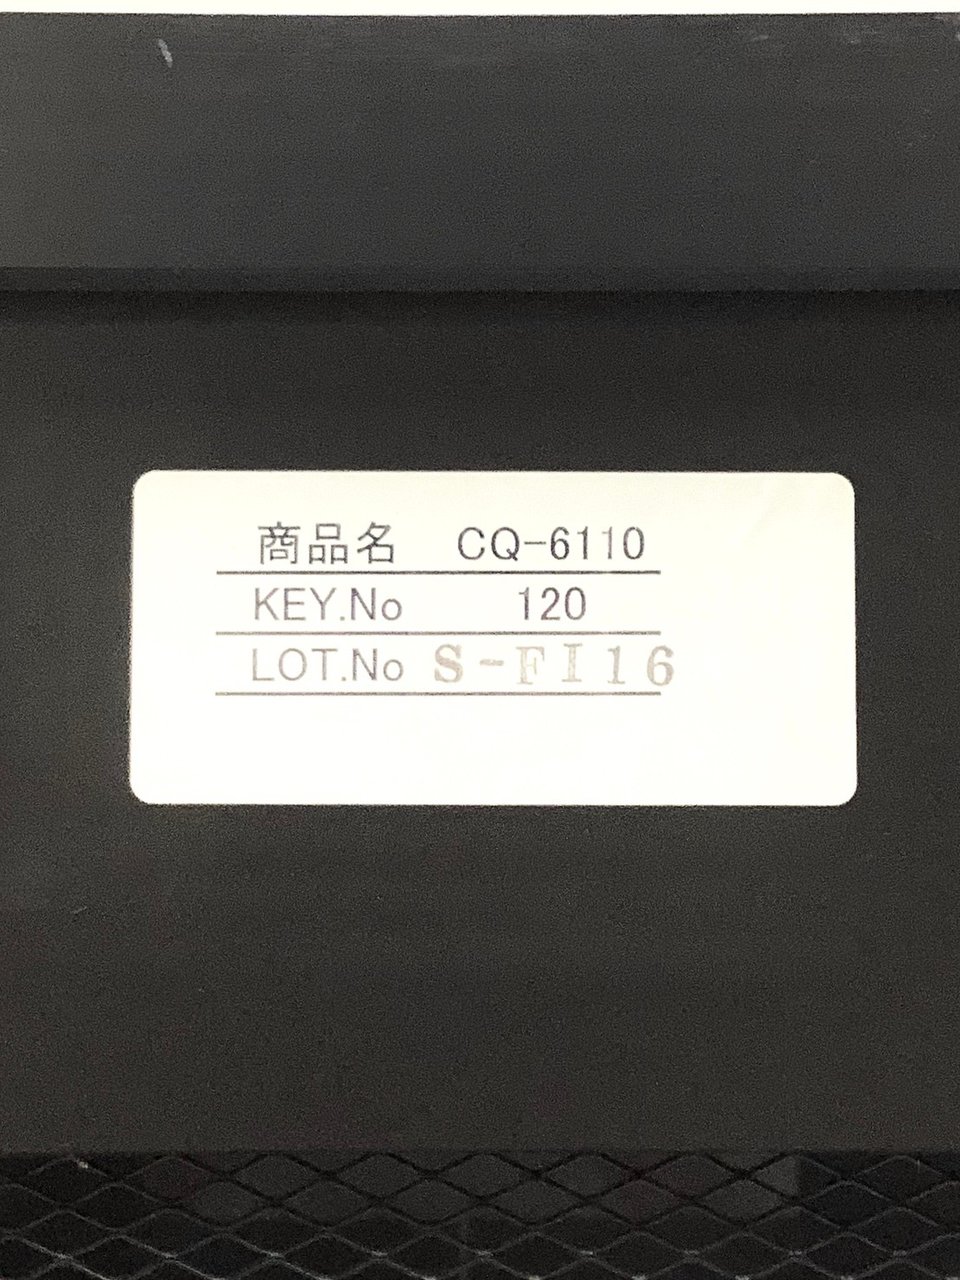 商品名 CQ-6110
KEY.No 120
LOT.No S-FI16